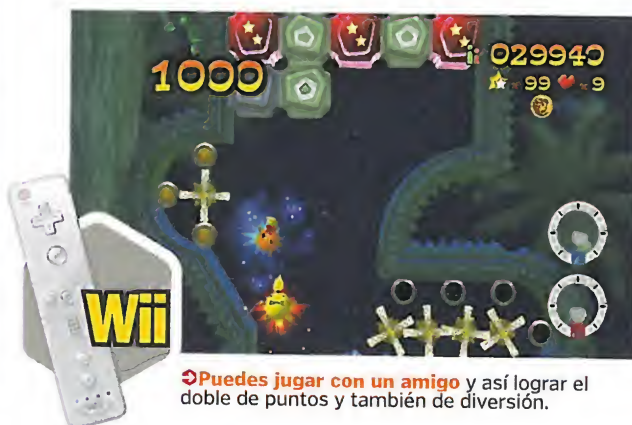 1000
029940
x 99 x 9
Wii
Puedes jugar con un amigo y así lograr el
doble de puntos y también de diversión.